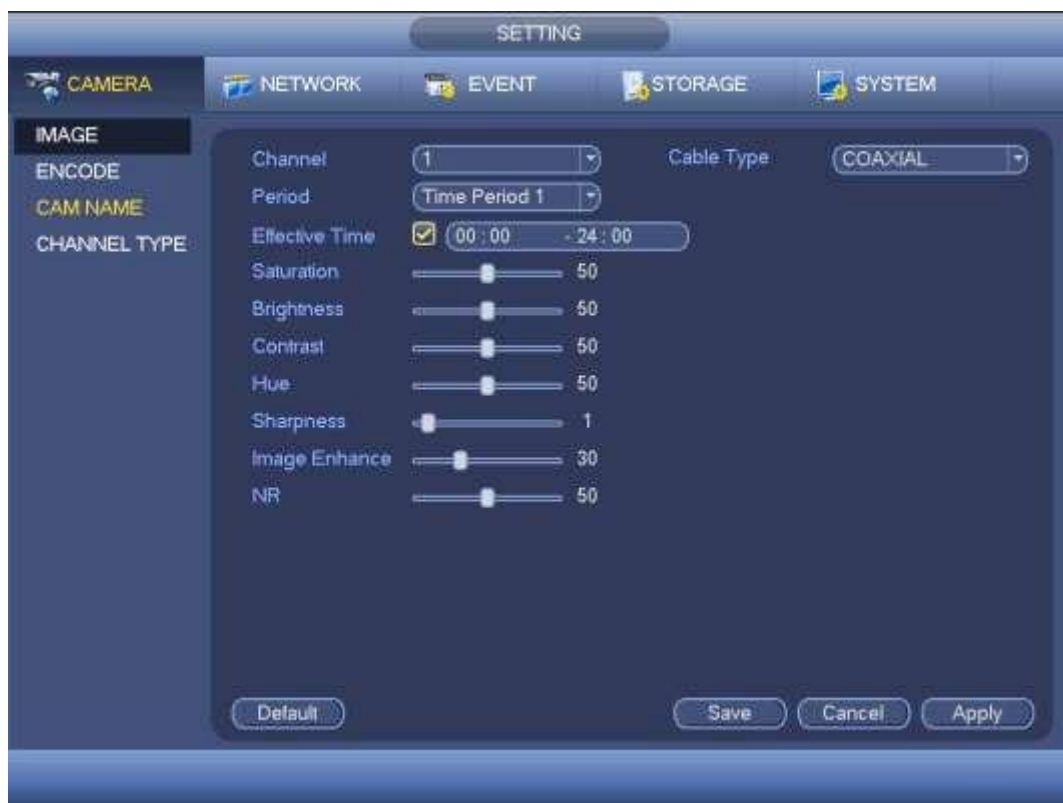 SETTING
CAMERA NETWORK EVENT STORAGE SYSTEM
IMAGE
ENCODE
CAM NAME
CHANNEL TYPE
Channel 1 Cable Type COAXIAL
Period Time Period 1
Effective Time 00 : 00 - 24 : 00
Saturation 50
Brightness 50
Contrast 50
Hue 50
Sharpness 1
Image Enhance 30
NR 50
Default Save Cancel Apply